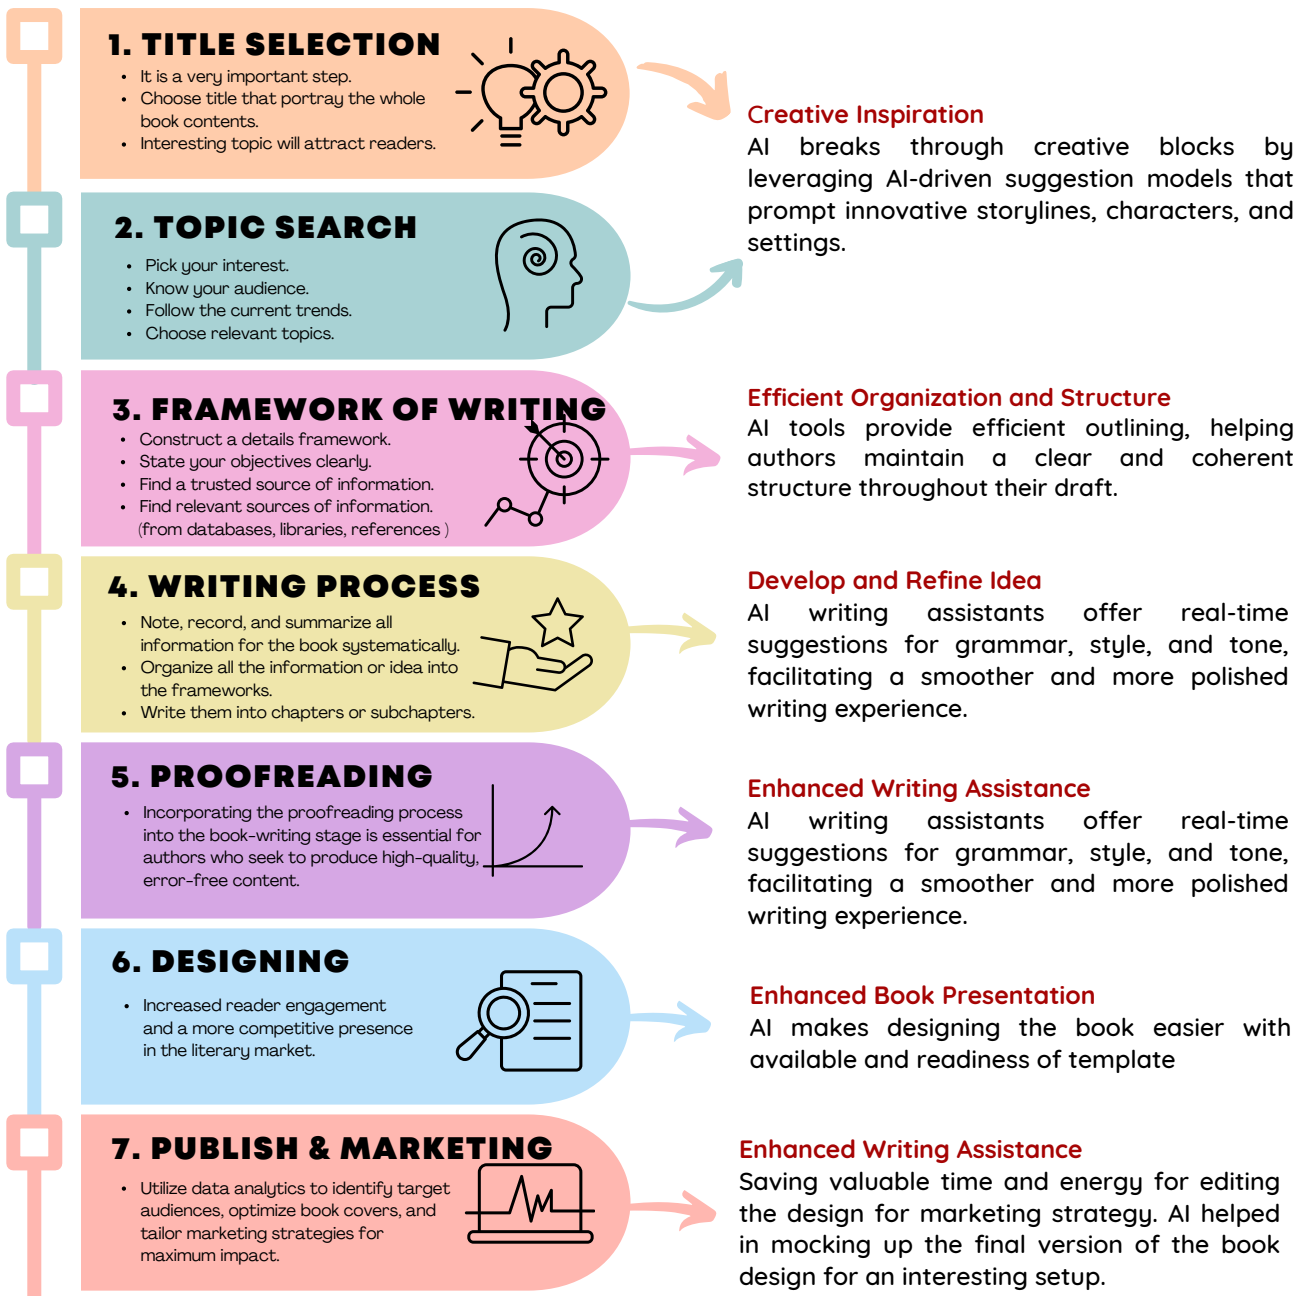 1. TITLE SELECTION
• It is a very important step.
• Choose title that portray the whole
book contents.
• Interesting topic will attract readers.
Creative Inspiration
AI breaks through creative blocks by
leveraging AI-driven suggestion models that
prompt innovative storylines, characters, and
settings.
2. TOPIC SEARCH
• Pick your interest.
• Know your audience.
• Follow the current trends.
• Choose relevant topics.
3. FRAMEWORK OF WRITING
• Construct a details framework.
• State your objectives clearly.
• Find a trusted source of information.
• Find relevant sources of information.
(from databases, libraries, references )
Efficient Organization and Structure
AI tools provide efficient outlining, helping
authors maintain a clear and coherent
structure throughout their draft.
4. WRITING PROCESS
• Note, record, and summarize all
information for the book systematically.
• Organize all the information or idea into
the frameworks.
• Write them into chapters or subchapters.
Develop and Refine Idea
AI writing assistants offer real-time
suggestions for grammar, style, and tone,
facilitating a smoother and more polished
writing experience.
5. PROOFREADING
• Incorporating the proofreading process
into the book-writing stage is essential for
authors who seek to produce high-quality,
error-free content.
Enhanced Writing Assistance
AI writing assistants offer real-time
suggestions for grammar, style, and tone,
facilitating a smoother and more polished
writing experience.
6. DESIGNING
• Increased reader engagement
and a more competitive presence
in the literary market.
Enhanced Book Presentation
AI makes designing the book easier with
available and readiness of template
7. PUBLISH & MARKETING
• Utilize data analytics to identify target
audiences, optimize book covers, and
tailor marketing strategies for
maximum impact.
Enhanced Writing Assistance
Saving valuable time and energy for editing
the design for marketing strategy. AI helped
in mocking up the final version of the book
design for an interesting setup.